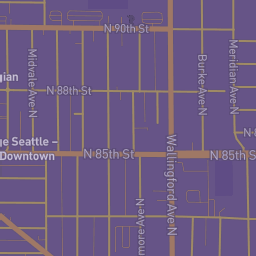 N 90th St
Midvale Ave N
Burke Ave N
Meridian Ave N
gian
N 88th St
ge Seattle –
Downtown
N 85th St
N 85th S
Wallingford Ave N
more Ave N